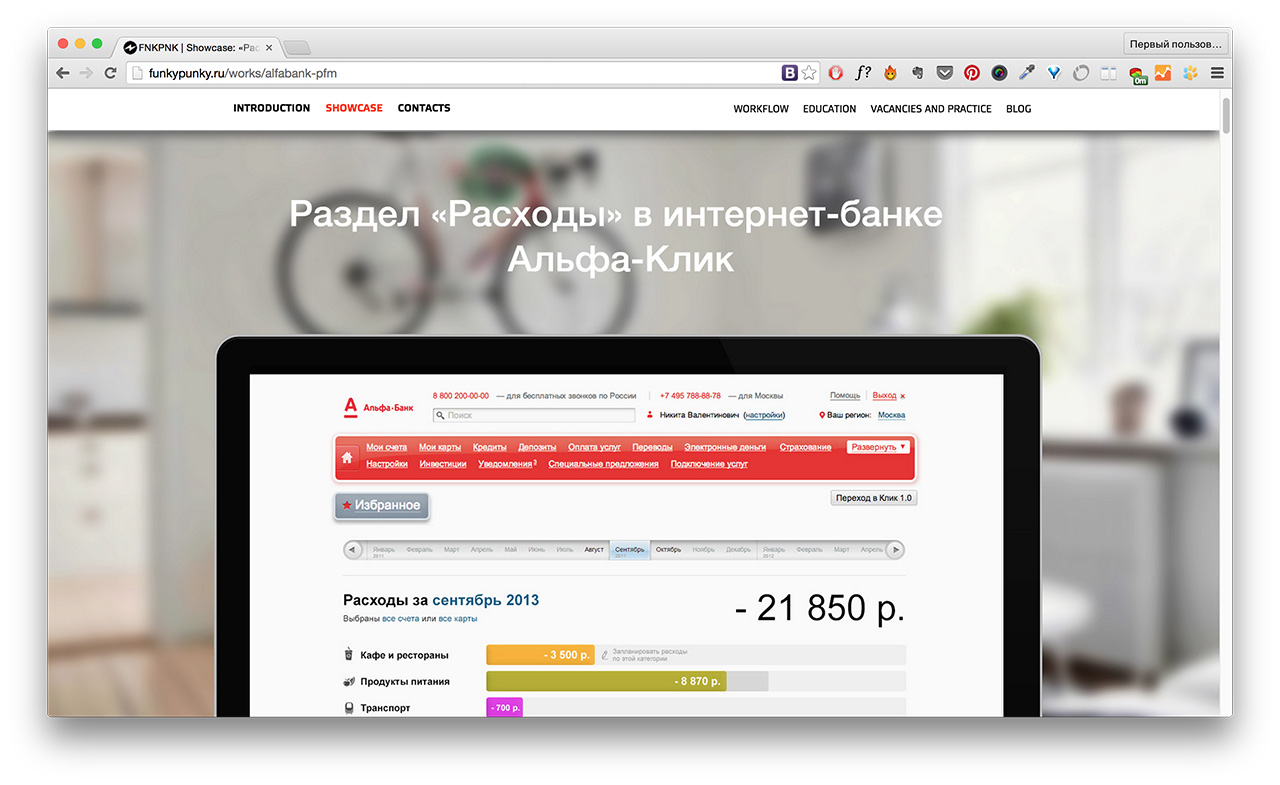 FNKPNK | Showcase: «Рас
Первый пользов…
funkypunky.ru/works/alfabank-pfm
B
f?
0m
INTRODUCTION SHOWCASE CONTACTS WORKFLOW EDUCATION VACANCIES AND PRACTICE BLOG
Раздел «Расходы» в интернет-банке
Альфа-Клик
8 800 200-00-00 — для бесплатных звонков по России +7 495 788-88-78 — для Москвы Помощь Выход ×
А Альфа·Банк
Поиск Никита Валентинович (настройки) Ваш регион: Москва
Мои счета Мои карты Кредиты Депозиты Оплата услуг Переводы Электронные деньги Страхование Развернуть ▼
Настройки Инвестиции Уведомления 3 Специальные предложения Подключение услуг
Избранное Переход в Клик 1.0
Январь Февраль Март Апрель Май Июнь Июль Август Сентябрь Октябрь Ноябрь Декабрь Январь Февраль Март Апрель
2011 2011 2012
Расходы за сентябрь 2013 - 21 850 р.
Выбраны все счета или все карты
Кафе и рестораны - 3 500 р. Запланировать расходы
по этой категории
Продукты питания - 8 870 р.
Транспорт - 700 р.